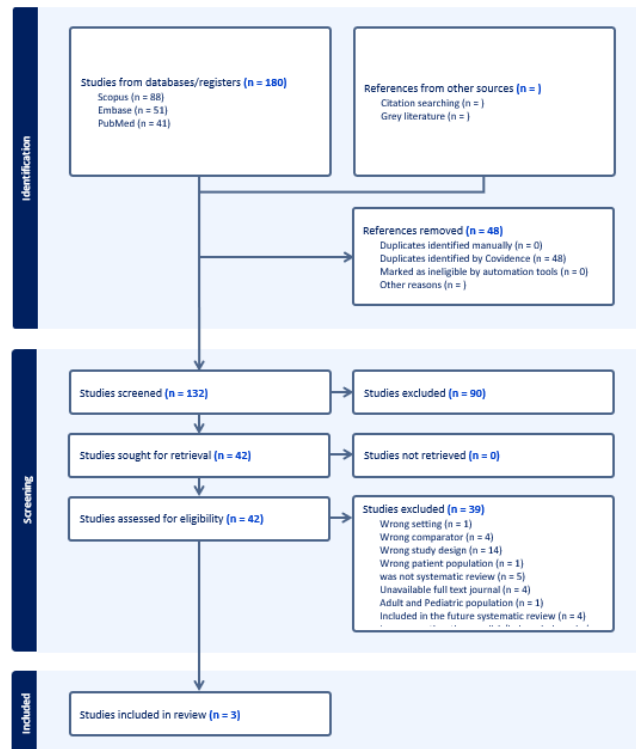 Identification
Studies from databases/registers (n = 180)
Scopus (n = 88)
Embase (n = 51)
PubMed (n = 41)
References from other sources (n = )
Citation searching (n = )
Grey literature (n = )
References removed (n = 48)
Duplicates identified manually (n = 0)
Duplicates identified by Covidence (n = 48)
Marked as ineligible by automation tools (n = 0)
Other reasons (n = )
Screening
Studies screened (n = 132)
Studies excluded (n = 90)
Studies sought for retrieval (n = 42)
Studies not retrieved (n = 0)
Studies assessed for eligibility (n = 42)
Studies excluded (n = 39)
Wrong setting (n = 1)
Wrong comparator (n = 4)
Wrong study design (n = 14)
Wrong patient population (n = 1)
was not systematic review (n = 5)
Unavailable full text journal (n = 4)
Adult and Pediatric population (n = 1)
Included in the future systematic review (n = 4)
Included
Studies included in review (n = 3)